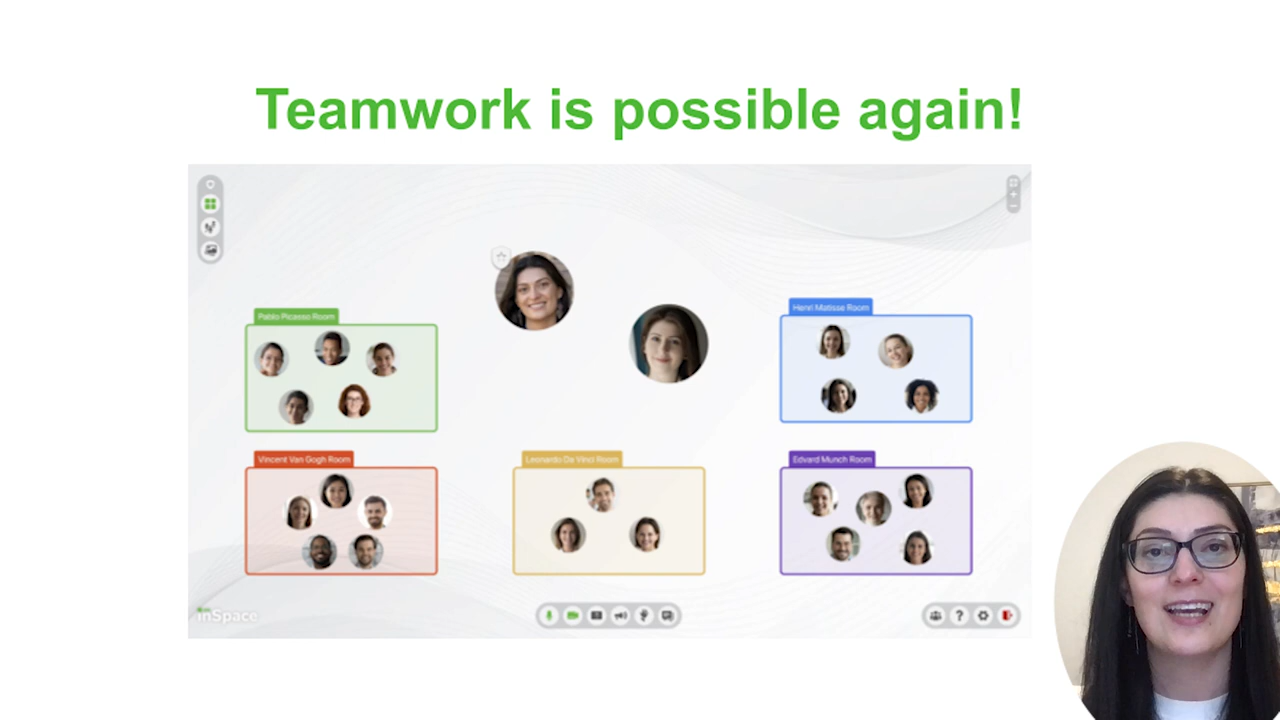 Teamwork is possible again!
Pablo Picasso Room
Henri Matisse Room
Vincent Van Gogh Room
Leonardo Da Vinci Room
Edvard Munch Room
inSpace
?